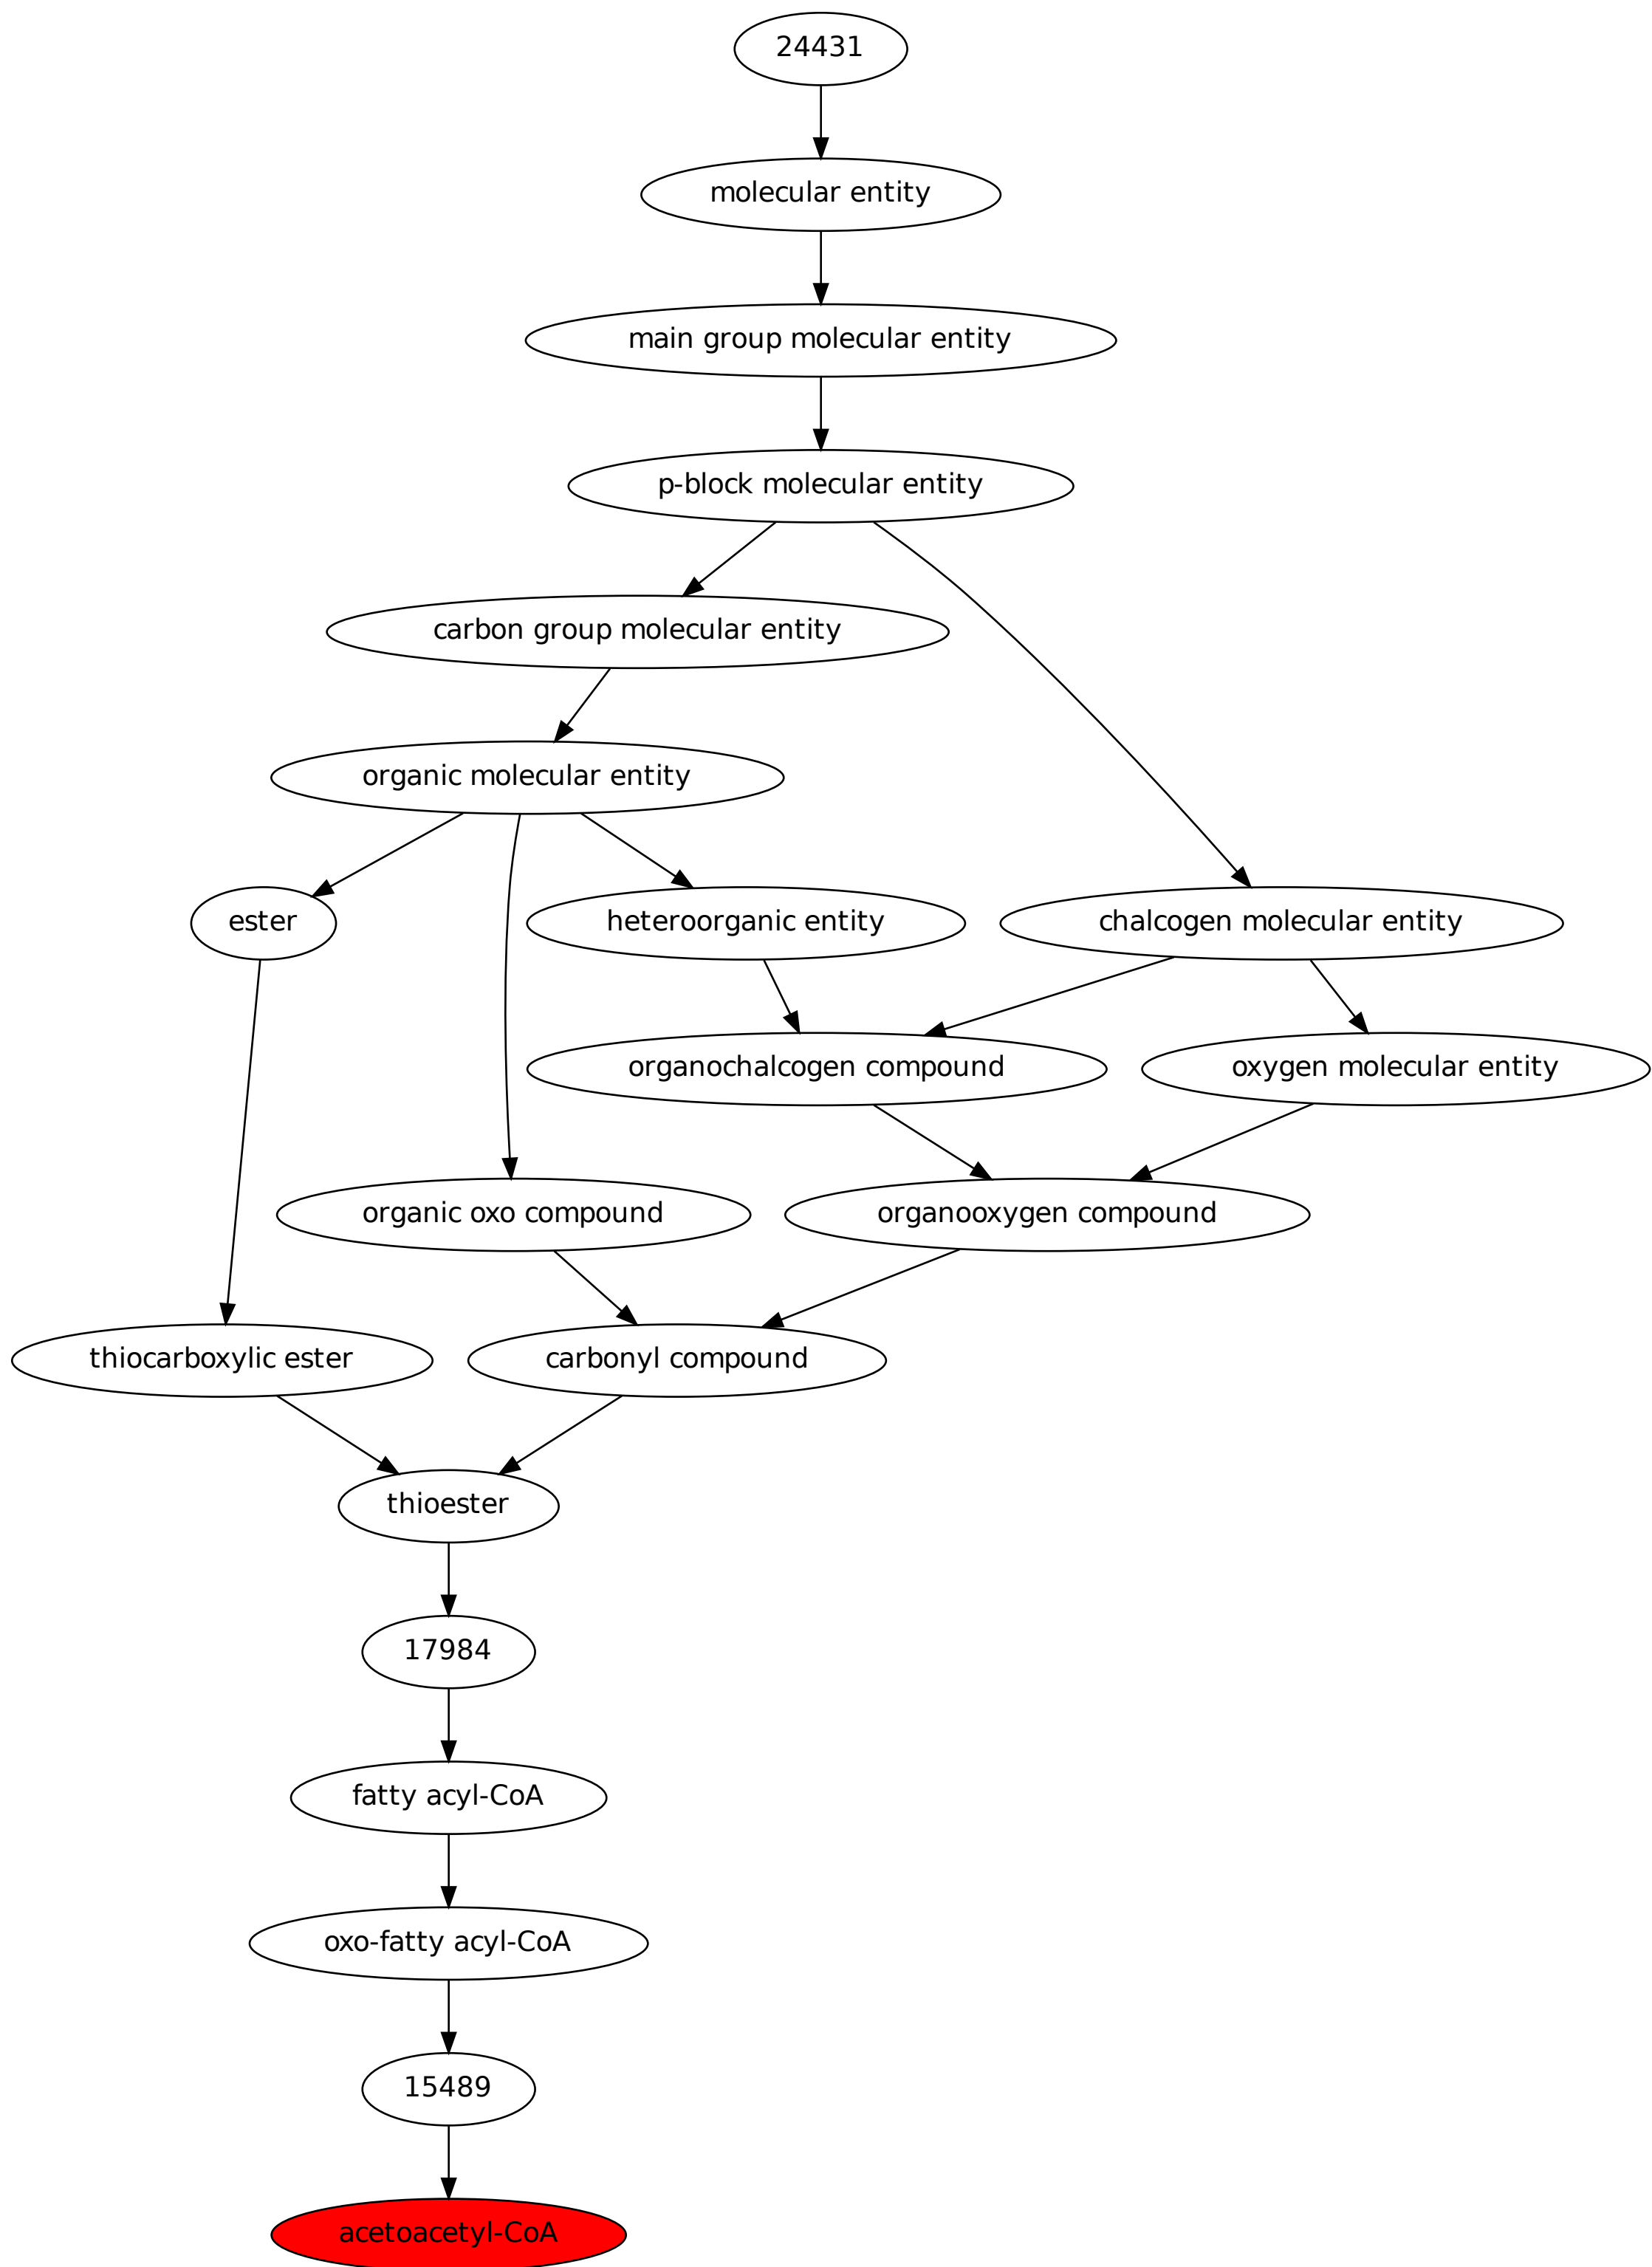 24431
molecular entity
main group molecular entity
p-block molecular entity
carbon group molecular entity
organic molecular entity
ester
heteroorganic entity
chalcogen molecular entity
organochalcogen compound
oxygen molecular entity
organic oxo compound
organooxygen compound
thiocarboxylic ester
carbonyl compound
thioester
17984
fatty acyl-CoA
oxo-fatty acyl-CoA
15489
acetoacetyl-CoA